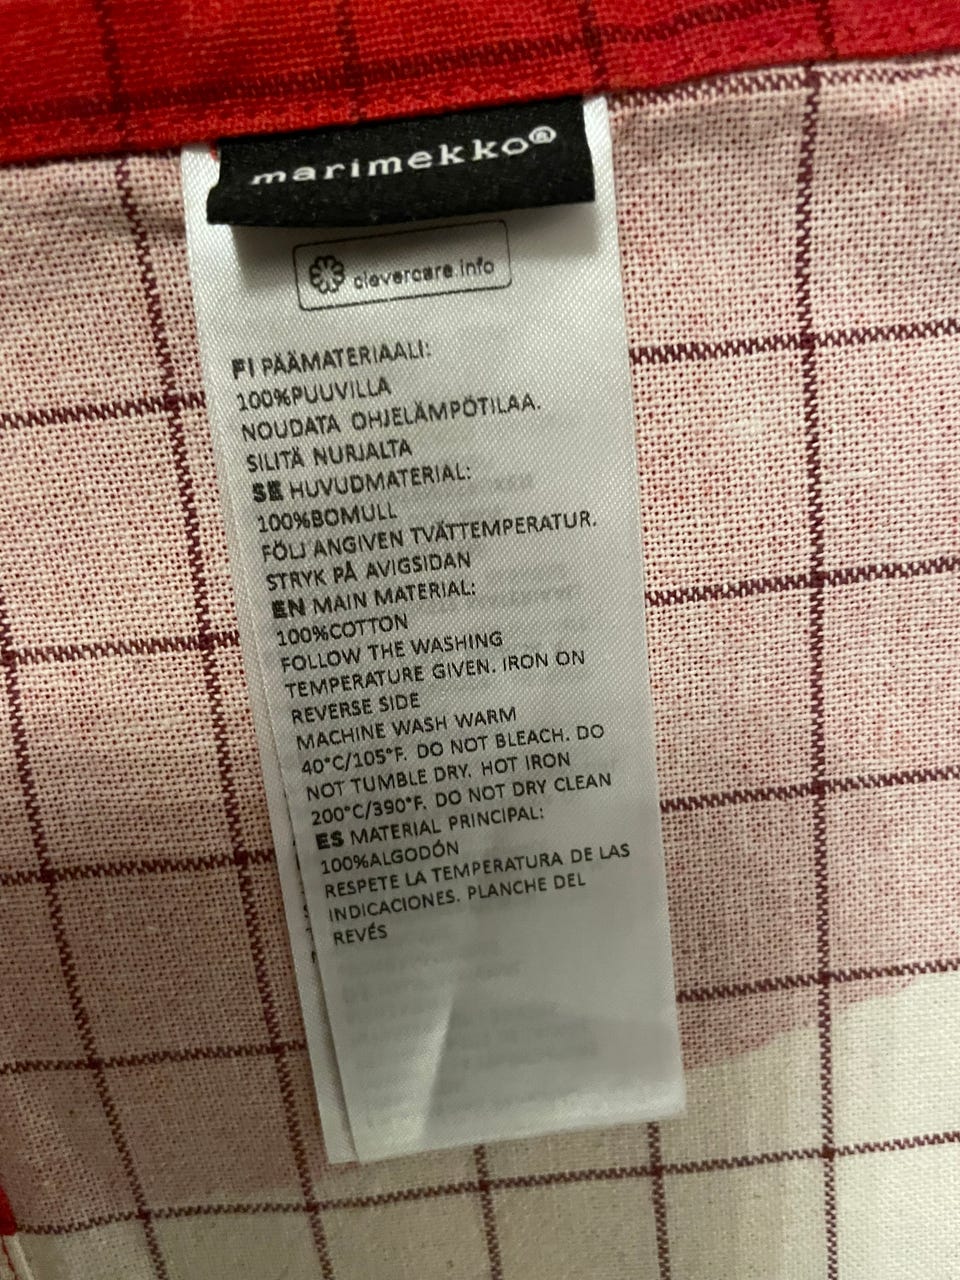 marimekko®
clevercare.info
FI PÄÄMATERIAALI:
100%PUUVILLA
NOUDATA OHJELÄMPÖTILAA.
SILITÄ NURJALTA
SE HUVUDMATERIAL:
100%BOMULL
FÖLJ ANGIVEN TVÄTTEMPERATUR.
STRYK PÅ AVIGSIDAN
EN MAIN MATERIAL:
100%COTTON
FOLLOW THE WASHING
TEMPERATURE GIVEN. IRON ON
REVERSE SIDE
MACHINE WASH WARM
40°C/105°F. DO NOT BLEACH. DO
NOT TUMBLE DRY. HOT IRON
200°C/390°F. DO NOT DRY CLEAN
ES MATERIAL PRINCIPAL:
100%ALGODÓN
RESPETE LA TEMPERATURA DE LAS
INDICACIONES. PLANCHE DEL
REVÉS